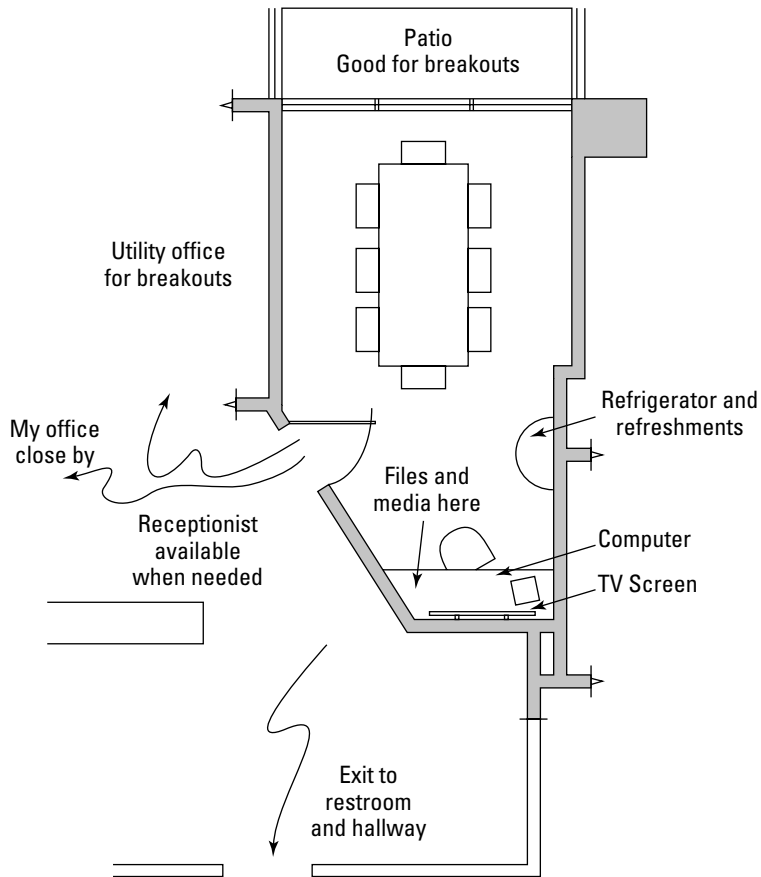 Patio
Good for breakouts
Utility office
for breakouts
My office
close by
Refrigerator and
refreshments
Files and
media here
Receptionist
available
when needed
Computer
TV Screen
Exit to
restroom
and hallway